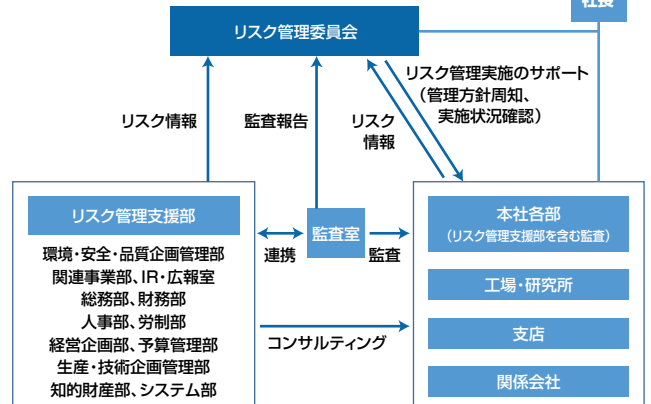 社長
リスク管理委員会
リスク管理実施のサポート
（管理方針周知、
実施状況確認）
リスク情報
監査報告
リスク
情報
リスク管理支援部
環境・安全・品質企画管理部
関連事業部、IR・広報室
総務部、財務部
人事部、労制部
経営企画部、予算管理部
生産・技術企画管理部
知的財産部、システム部
連携
監査室
監査
コンサルティング
本社各部
（リスク管理支援部を含む監査）
工場・研究所
支店
関係会社